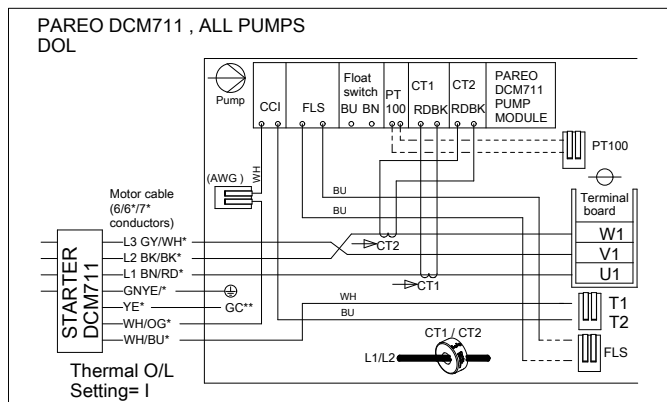 PAREO DCM711 , ALL PUMPS
DOL
Pump
CCI
FLS
Float
switch
BU BN
PT
100
CT1
RDBK
CT2
RDBK
PAREO
DCM711
PUMP
MODULE
PT100
WH
(AWG)
BU
BU
Motor cable
(6/6*/7*
conductors)
Terminal
board
W1
V1
U1
CT2
CT1
STARTER
DCM711
L3 GY/WH*
L2 BK/BK*
L1 BN/RD*
GNYE/*
YE*
GC**
WH/OG*
WH/BU*
WH
BU
T1
T2
CT1 / CT2
L1/L2
FLS
Thermal O/L
Setting= I